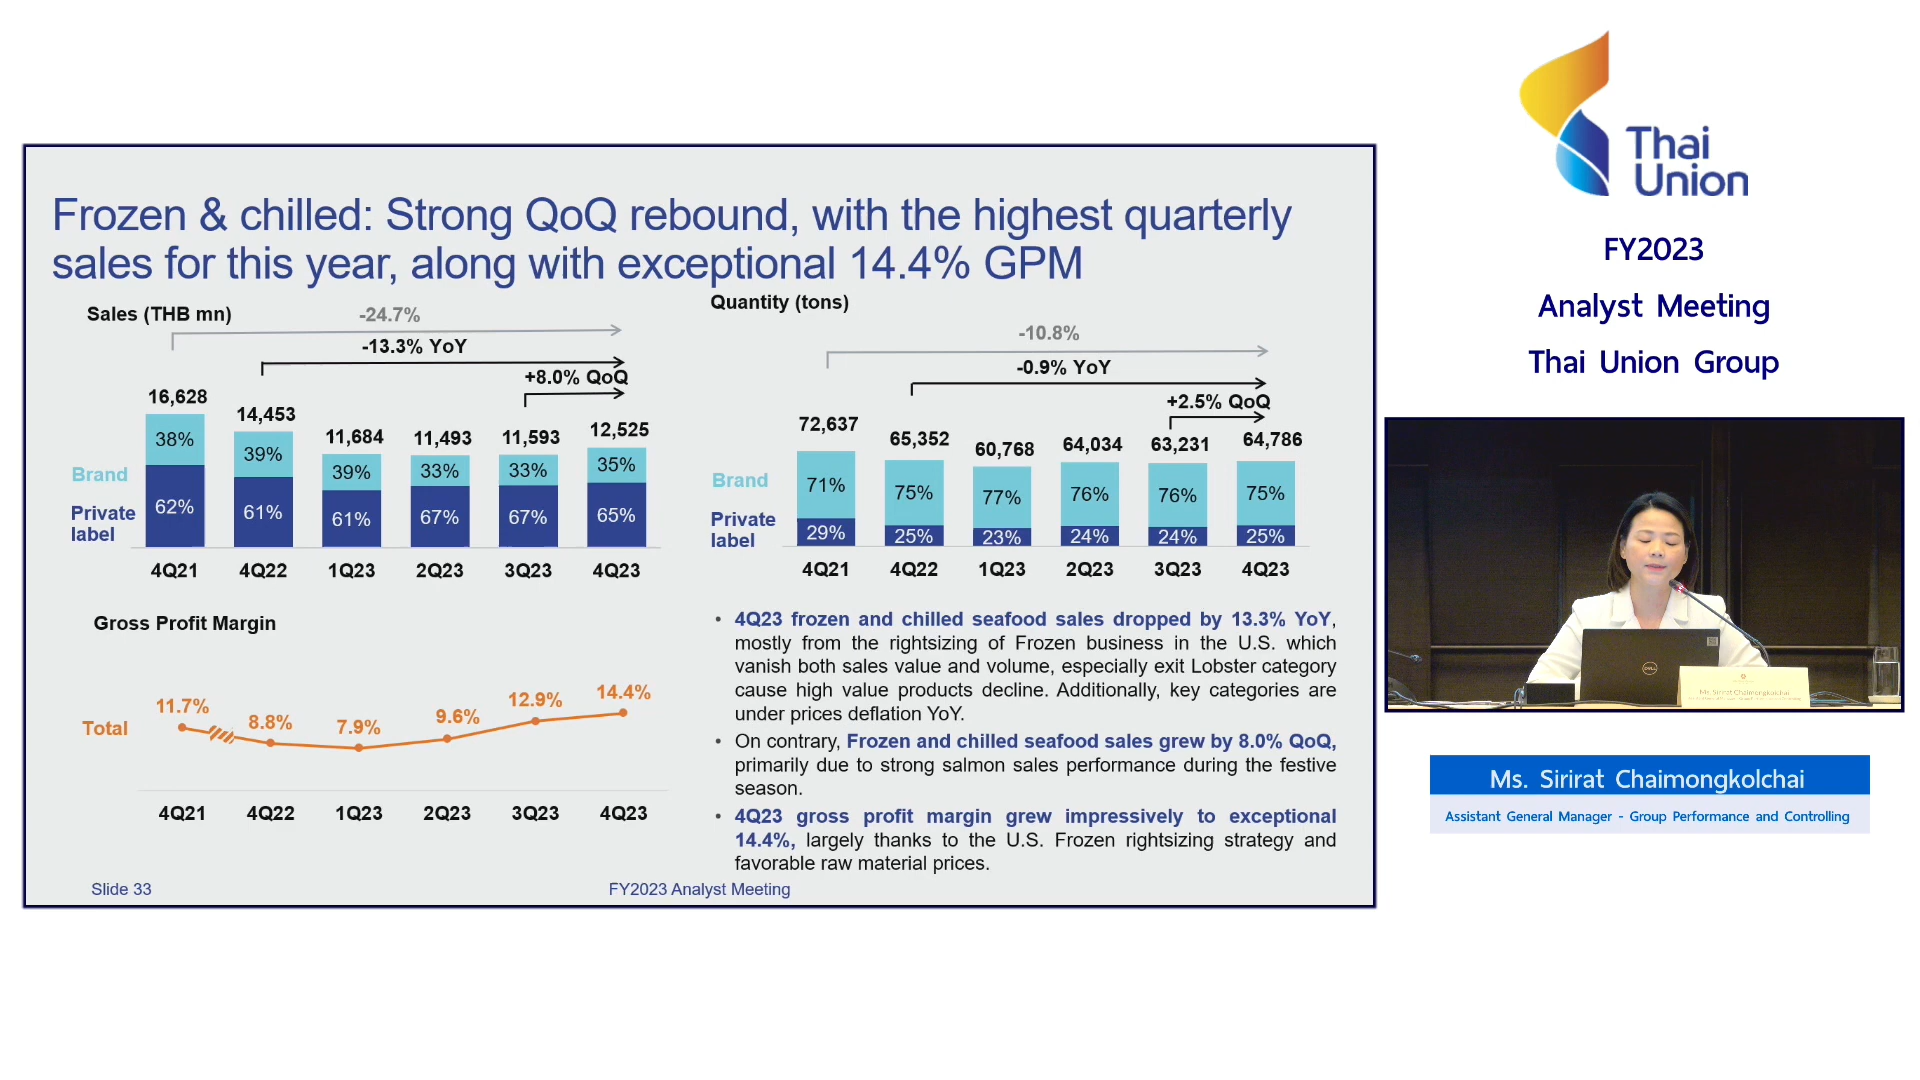 Frozen & chilled: Strong QoQ rebound, with the highest quarterly
sales for this year, along with exceptional 14.4% GPM
Sales (THB mn)
-24.7%
-13.3% YoY
+8.0% QoQ
16,628
14,453
11,684
11,493
11,593
12,525
38%
39%
39%
33%
33%
35%
Brand
62%
61%
61%
67%
67%
65%
Private
label
4Q21
4Q22
1Q23
2Q23
3Q23
4Q23
Quantity (tons)
-10.8%
-0.9% YoY
+2.5% QoQ
72,637
65,352
60,768
64,034
63,231
64,786
Brand
71%
75%
77%
76%
76%
75%
Private
label
29%
25%
23%
24%
24%
25%
4Q21
4Q22
1Q23
2Q23
3Q23
4Q23
Gross Profit Margin
Total
11.7%
8.8%
7.9%
9.6%
12.9%
14.4%
4Q21
4Q22
1Q23
2Q23
3Q23
4Q23
• 4Q23 frozen and chilled seafood sales dropped by 13.3% YoY,
mostly from the rightsizing of Frozen business in the U.S. which
vanish both sales value and volume, especially exit Lobster category
cause high value products decline. Additionally, key categories are
under prices deflation YoY.
• On contrary, Frozen and chilled seafood sales grew by 8.0% QoQ,
primarily due to strong salmon sales performance during the festive
season.
• 4Q23 gross profit margin grew impressively to exceptional
14.4%, largely thanks to the U.S. Frozen rightsizing strategy and
favorable raw material prices.
Slide 33
FY2023 Analyst Meeting
Thai
Union
FY2023
Analyst Meeting
Thai Union Group
DELL
Ms. Sirirat Chaimongkolchai
Ms. Sirirat Chaimongkolchai
Assistant General Manager - Group Performance and Controlling